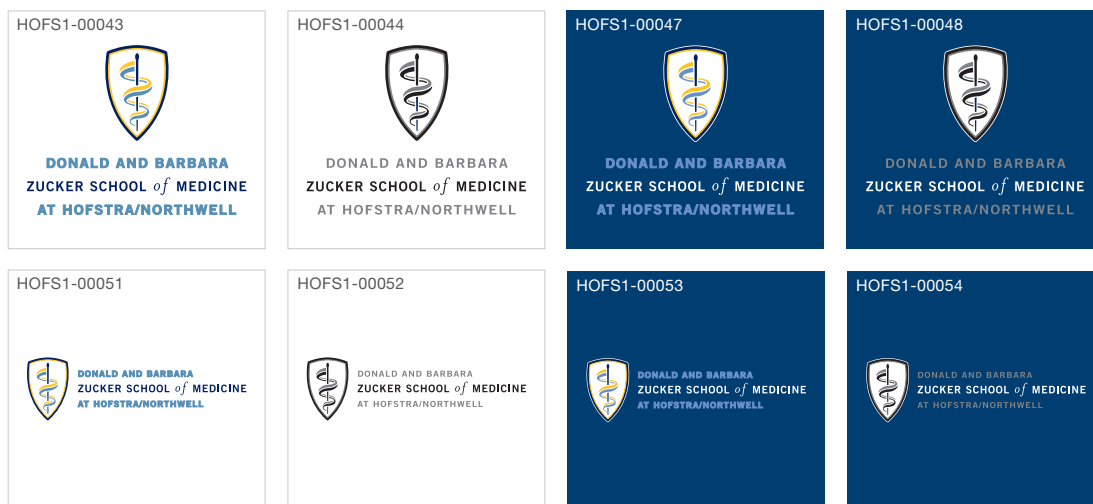 HOFS1-00043
DONALD AND BARBARA
ZUCKER SCHOOL of MEDICINE
AT HOFSTRA/NORTHWELL
HOFS1-00044
DONALD AND BARBARA
ZUCKER SCHOOL of MEDICINE
AT HOFSTRA/NORTHWELL
HOFS1-00047
DONALD AND BARBARA
ZUCKER SCHOOL of MEDICINE
AT HOFSTRA/NORTHWELL
HOFS1-00048
DONALD AND BARBARA
ZUCKER SCHOOL of MEDICINE
AT HOFSTRA/NORTHWELL
HOFS1-00051
DONALD AND BARBARA
ZUCKER SCHOOL of MEDICINE
AT HOFSTRA/NORTHWELL
HOFS1-00052
DONALD AND BARBARA
ZUCKER SCHOOL of MEDICINE
AT HOFSTRA/NORTHWELL
HOFS1-00053
DONALD AND BARBARA
ZUCKER SCHOOL of MEDICINE
AT HOFSTRA/NORTHWELL
HOFS1-00054
DONALD AND BARBARA
ZUCKER SCHOOL of MEDICINE
AT HOFSTRA/NORTHWELL